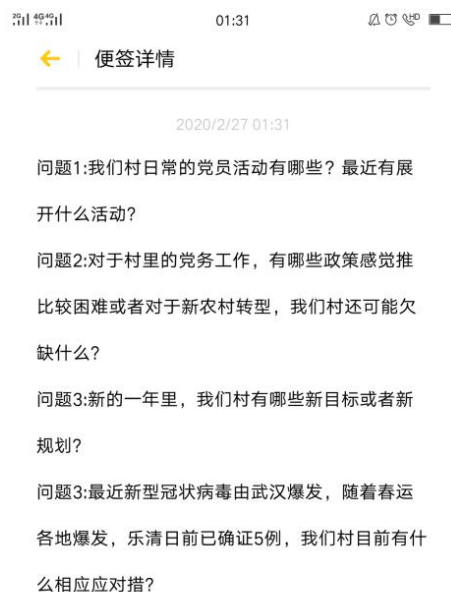 2G 4G4G 01:31 HD
便签详情
2020/2/27 01:31
问题1:我们村日常的党员活动有哪些？最近有展
开什么活动？
问题2:对于村里的党务工作，有哪些政策感觉推
比较困难或者对于新农村转型，我们村还可能欠
缺什么？
问题3:新的一年里，我们村有哪些新目标或者新
规划？
问题3:最近新型冠状病毒由武汉爆发，随着春运
各地爆发，乐清日前已确证5例，我们村目前有什
么相应应对措？